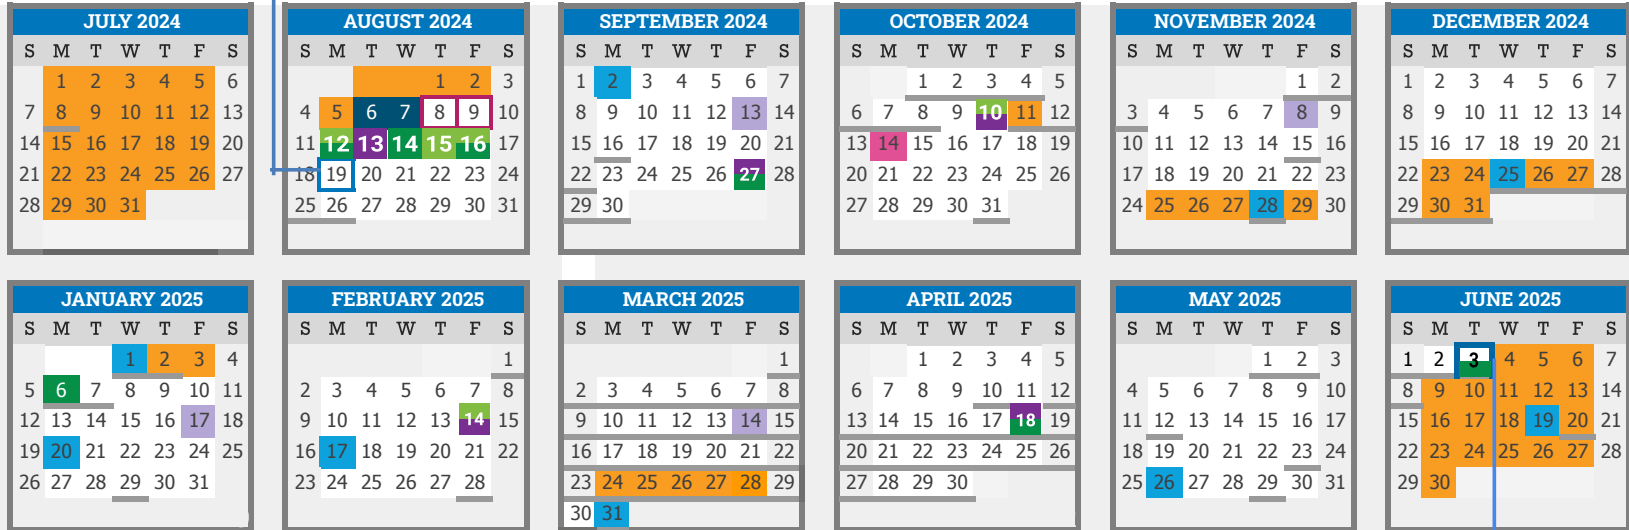 JULY 2024
S M T W T F S
1 2 3 4 5 6
7 8 9 10 11 12 13
14 15 16 17 18 19 20
21 22 23 24 25 26 27
28 29 30 31
AUGUST 2024
S M T W T F S
1 2 3
4 5 6 7 8 9 10
11 12 13 14 15 16 17
18 19 20 21 22 23 24
25 26 27 28 29 30 31
SEPTEMBER 2024
S M T W T F S
1 2 3 4 5 6 7
8 9 10 11 12 13 14
15 16 17 18 19 20 21
22 23 24 25 26 27 28
29 30
OCTOBER 2024
S M T W T F S
1 2 3 4 5
6 7 8 9 10 11 12
13 14 15 16 17 18 19
20 21 22 23 24 25 26
27 28 29 30 31
NOVEMBER 2024
S M T W T F S
1 2
3 4 5 6 7 8 9
10 11 12 13 14 15 16
17 18 19 20 21 22 23
24 25 26 27 28 29 30
DECEMBER 2024
S M T W T F S
1 2 3 4 5 6 7
8 9 10 11 12 13 14
15 16 17 18 19 20 21
22 23 24 25 26 27 28
29 30 31
JANUARY 2025
S M T W T F S
1 2 3 4
5 6 7 8 9 10 11
12 13 14 15 16 17 18
19 20 21 22 23 24 25
26 27 28 29 30 31
FEBRUARY 2025
S M T W T F S
1
2 3 4 5 6 7 8
9 10 11 12 13 14 15
16 17 18 19 20 21 22
23 24 25 26 27 28
MARCH 2025
S M T W T F S
1
2 3 4 5 6 7 8
9 10 11 12 13 14 15
16 17 18 19 20 21 22
23 24 25 26 27 28 29
30 31
APRIL 2025
S M T W T F S
1 2 3 4 5
6 7 8 9 10 11 12
13 14 15 16 17 18 19
20 21 22 23 24 25 26
27 28 29 30
MAY 2025
S M T W T F S
1 2 3
4 5 6 7 8 9 10
11 12 13 14 15 16 17
18 19 20 21 22 23 24
25 26 27 28 29 30 31
JUNE 2025
S M T W T F S
1 2 3 4 5 6 7
8 9 10 11 12 13 14
15 16 17 18 19 20 21
22 23 24 25 26 27 28
29 30